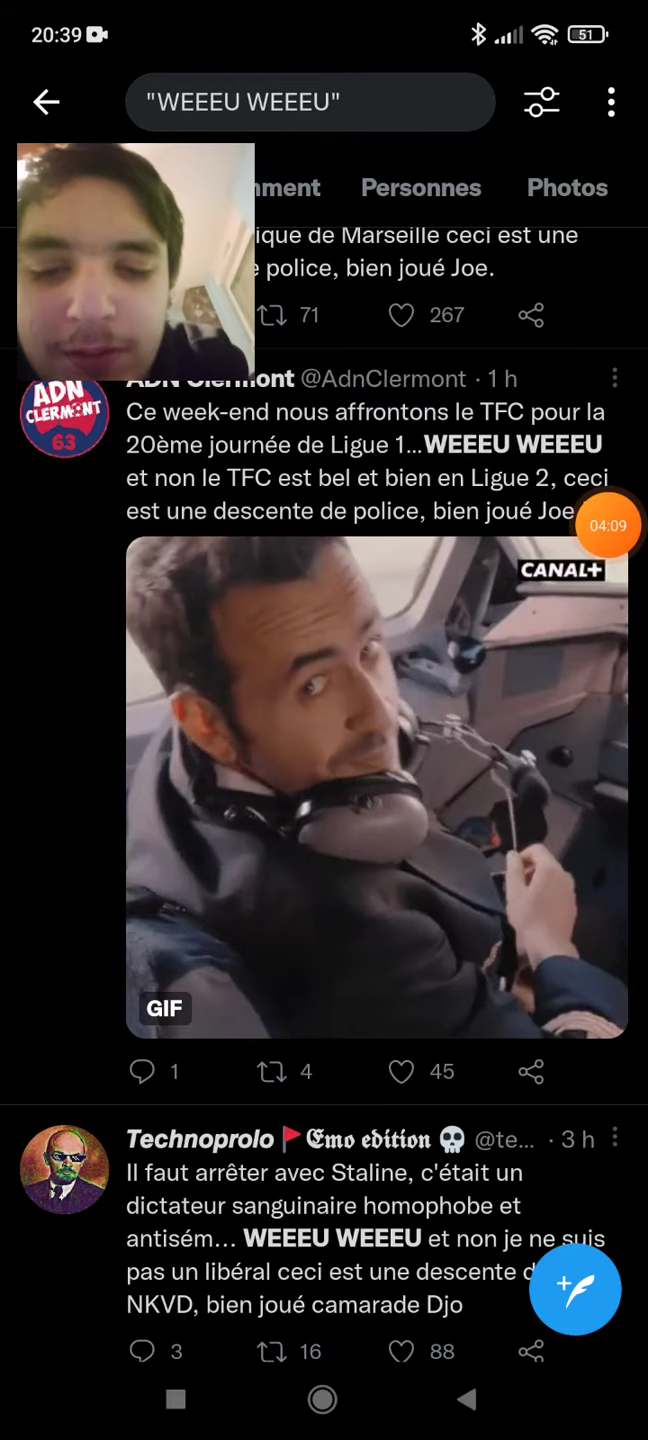 20:39
51
"WEEEU WEEEU"
Personnes
Photos
de Marseille ceci est une
police, bien joué Joe.
71
267
ADN Clermont @AdnClermont · 1 h
ADN
CLERMONT
63
Ce week-end nous affrontons le TFC pour la
20ème journée de Ligue 1...WEEEU WEEEU
et non le TFC est bel et bien en Ligue 2, ceci
est une descente de police, bien joué Joe
04:09
CANAL+
GIF
1
4
45
Technoprolo 🚩𝕰𝖒𝖔 𝖊𝖉𝖎𝖙𝖎𝖔𝖓 💀 @te... · 3 h
Il faut arrêter avec Staline, c'était un
dictateur sanguinaire homophobe et
antisém... WEEEU WEEEU et non je ne suis
pas un libéral ceci est une descente
NKVD, bien joué camarade Djo
3
16
88